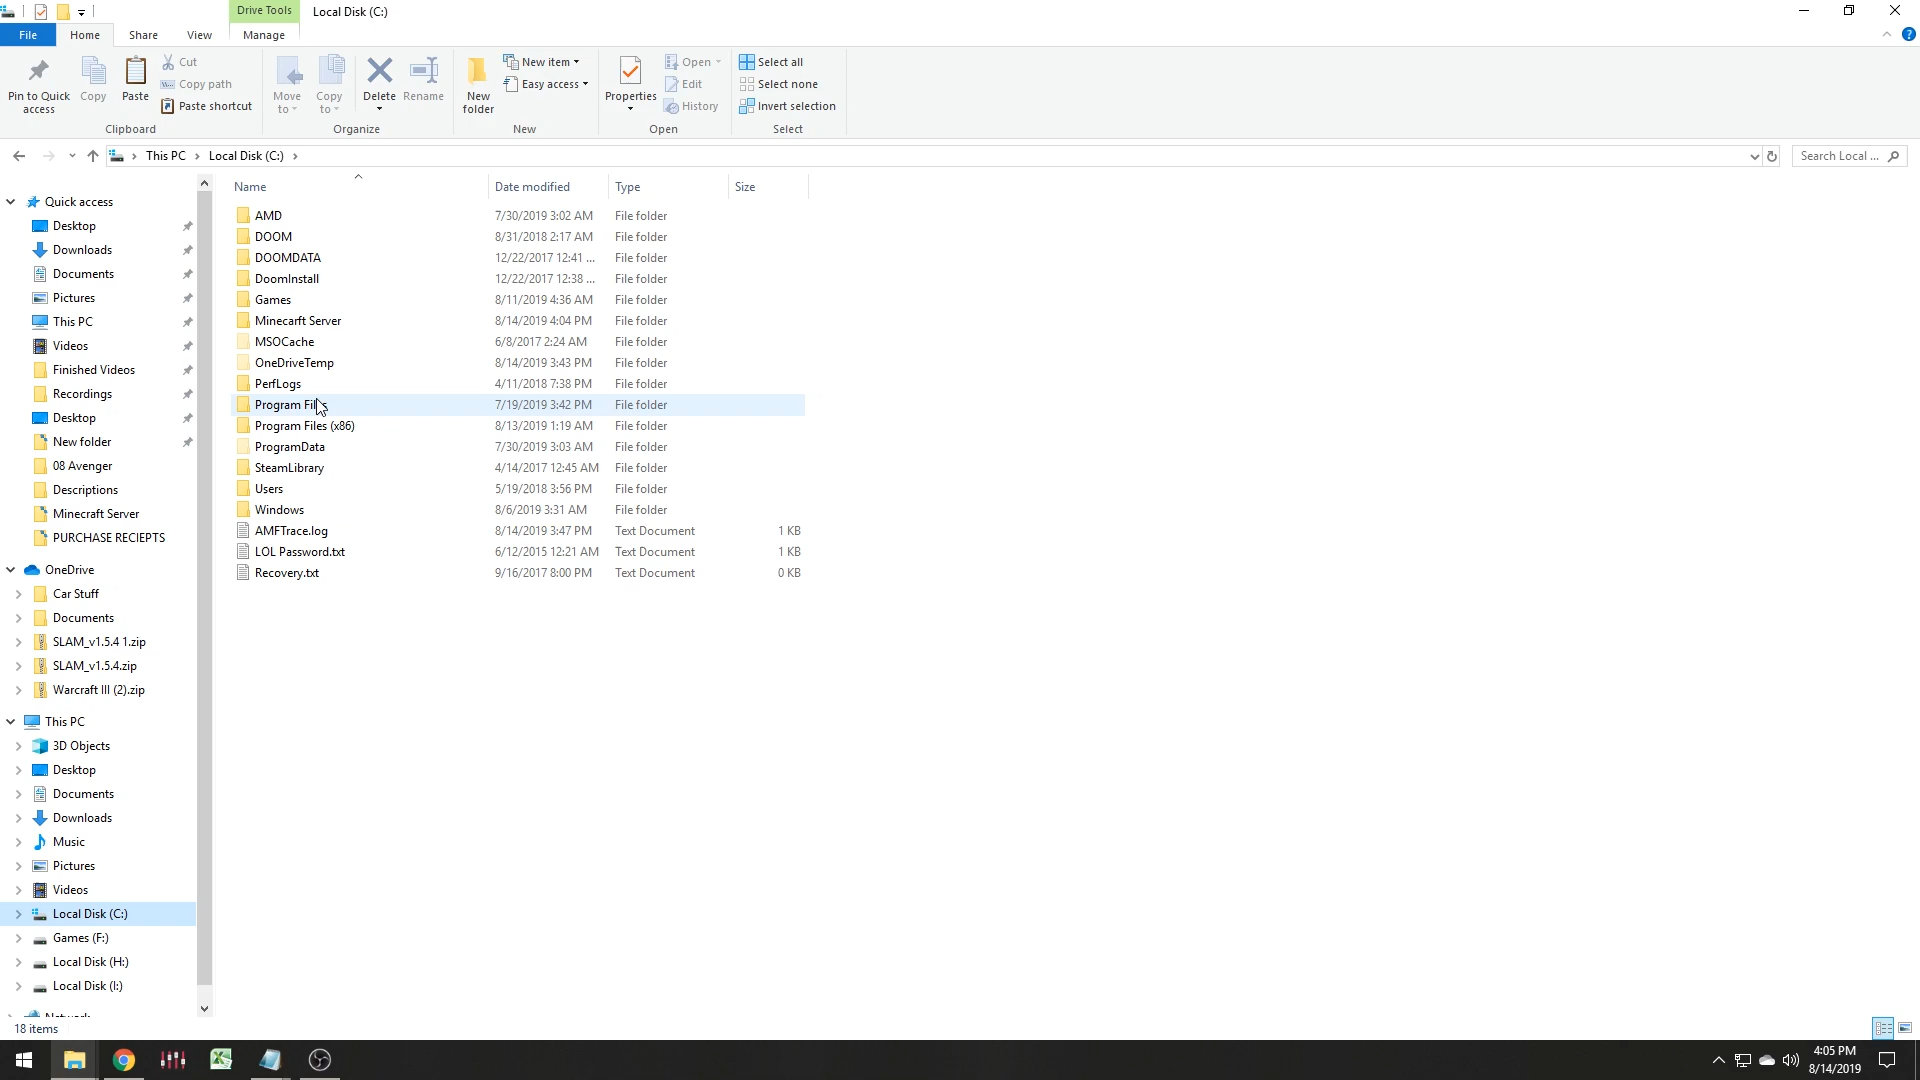 Drive Tools
Local Disk (C:)
File
Home
Share
View
Manage
Pin to Quick access
Copy
Paste
Cut
Copy path
Paste shortcut
Clipboard
Move to
Copy to
Delete
Rename
Organize
New folder
New item
Easy access
New
Properties
Open
Edit
History
Open
Select all
Select none
Invert selection
Select
This PC
Local Disk (C:)
Search Local ...
Name
Date modified
Type
Size
Quick access
Desktop
Downloads
Documents
Pictures
This PC
Videos
Finished Videos
Recordings
Desktop
New folder
08 Avenger
Descriptions
Minecraft Server
PURCHASE RECIEPTS
OneDrive
Car Stuff
Documents
SLAM_v1.5.4 1.zip
SLAM_v1.5.4.zip
Warcraft III (2).zip
This PC
3D Objects
Desktop
Documents
Downloads
Music
Pictures
Videos
Local Disk (C:)
Games (F:)
Local Disk (H:)
Local Disk (I:)
Network
AMD 7/30/2019 3:02 AM File folder
DOOM 8/31/2018 2:17 AM File folder
DOOMDATA 12/22/2017 12:41 ... File folder
DoomInstall 12/22/2017 12:38 ... File folder
Games 8/11/2019 4:36 AM File folder
Minecarft Server 8/14/2019 4:04 PM File folder
MSOCache 6/8/2017 2:24 AM File folder
OneDriveTemp 8/14/2019 3:43 PM File folder
PerfLogs 4/11/2018 7:38 PM File folder
Program Files 7/19/2019 3:42 PM File folder
Program Files (x86) 8/13/2019 1:19 AM File folder
ProgramData 7/30/2019 3:03 AM File folder
SteamLibrary 4/14/2017 12:45 AM File folder
Users 5/19/2018 3:56 PM File folder
Windows 8/6/2019 3:31 AM File folder
AMFTrace.log 8/14/2019 3:47 PM Text Document 1 KB
LOL Password.txt 6/12/2015 12:21 AM Text Document 1 KB
Recovery.txt 9/16/2017 8:00 PM Text Document 0 KB
18 items
4:05 PM
8/14/2019